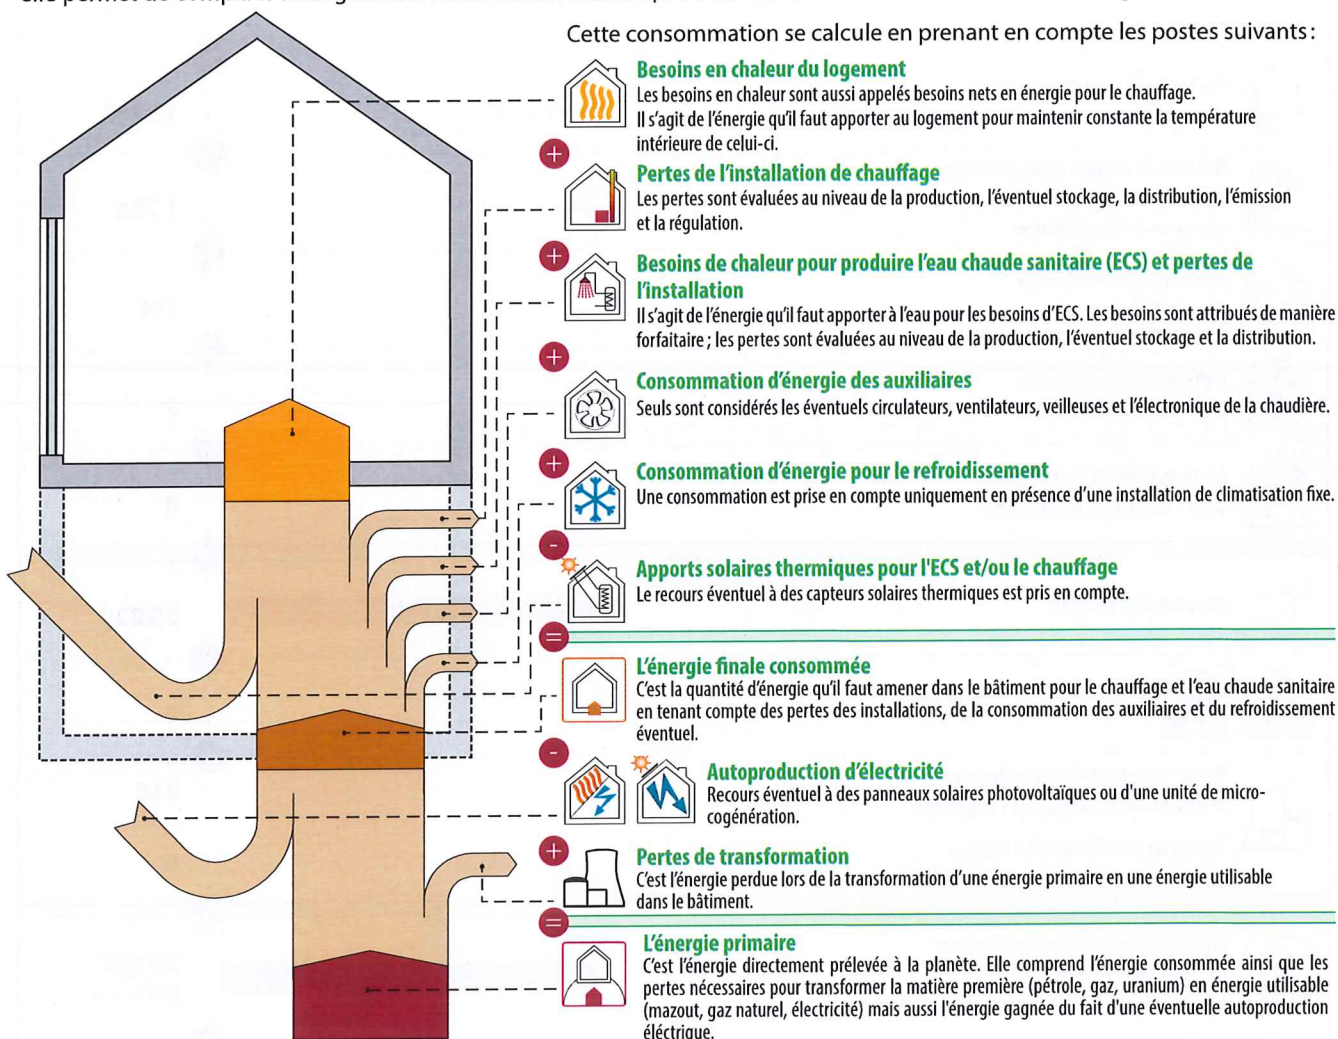 Cette consommation se calcule en prenant en compte les postes suivants :
Besoins en chaleur du logement
Les besoins en chaleur sont aussi appelés besoins nets en énergie pour le chauffage.
Il s'agit de l'énergie qu'il faut apporter au logement pour maintenir constante la température
intérieure de celui-ci.
+
Pertes de l'installation de chauffage
Les pertes sont évaluées au niveau de la production, l'éventuel stockage, la distribution, l'émission
et la régulation.
+
Besoins de chaleur pour produire l'eau chaude sanitaire (ECS) et pertes de
l'installation
Il s'agit de l'énergie qu'il faut apporter à l'eau pour les besoins d'ECS. Les besoins sont attribués de manière
forfaitaire ; les pertes sont évaluées au niveau de la production, l'éventuel stockage et la distribution.
+
Consommation d'énergie des auxiliaires
Seuls sont considérés les éventuels circulateurs, ventilateurs, veilleuses et l'électronique de la chaudière.
+
Consommation d'énergie pour le refroidissement
Une consommation est prise en compte uniquement en présence d'une installation de climatisation fixe.
-
Apports solaires thermiques pour l'ECS et/ou le chauffage
Le recours éventuel à des capteurs solaires thermiques est pris en compte.
=
L'énergie finale consommée
C'est la quantité d'énergie qu'il faut amener dans le bâtiment pour le chauffage et l'eau chaude sanitaire
en tenant compte des pertes des installations, de la consommation des auxiliaires et du refroidissement
éventuel.
-
Autoproduction d'électricité
Recours éventuel à des panneaux solaires photovoltaïques ou d'une unité de micro-
cogénération.
+
Pertes de transformation
C'est l'énergie perdue lors de la transformation d'une énergie primaire en une énergie utilisable
dans le bâtiment.
=
L'énergie primaire
C'est l'énergie directement prélevée à la planète. Elle comprend l'énergie consommée ainsi que les
pertes nécessaires pour transformer la matière première (pétrole, gaz, uranium) en énergie utilisable
(mazout, gaz naturel, électricité) mais aussi l'énergie gagnée du fait d'une éventuelle autoproduction
éléctrique.